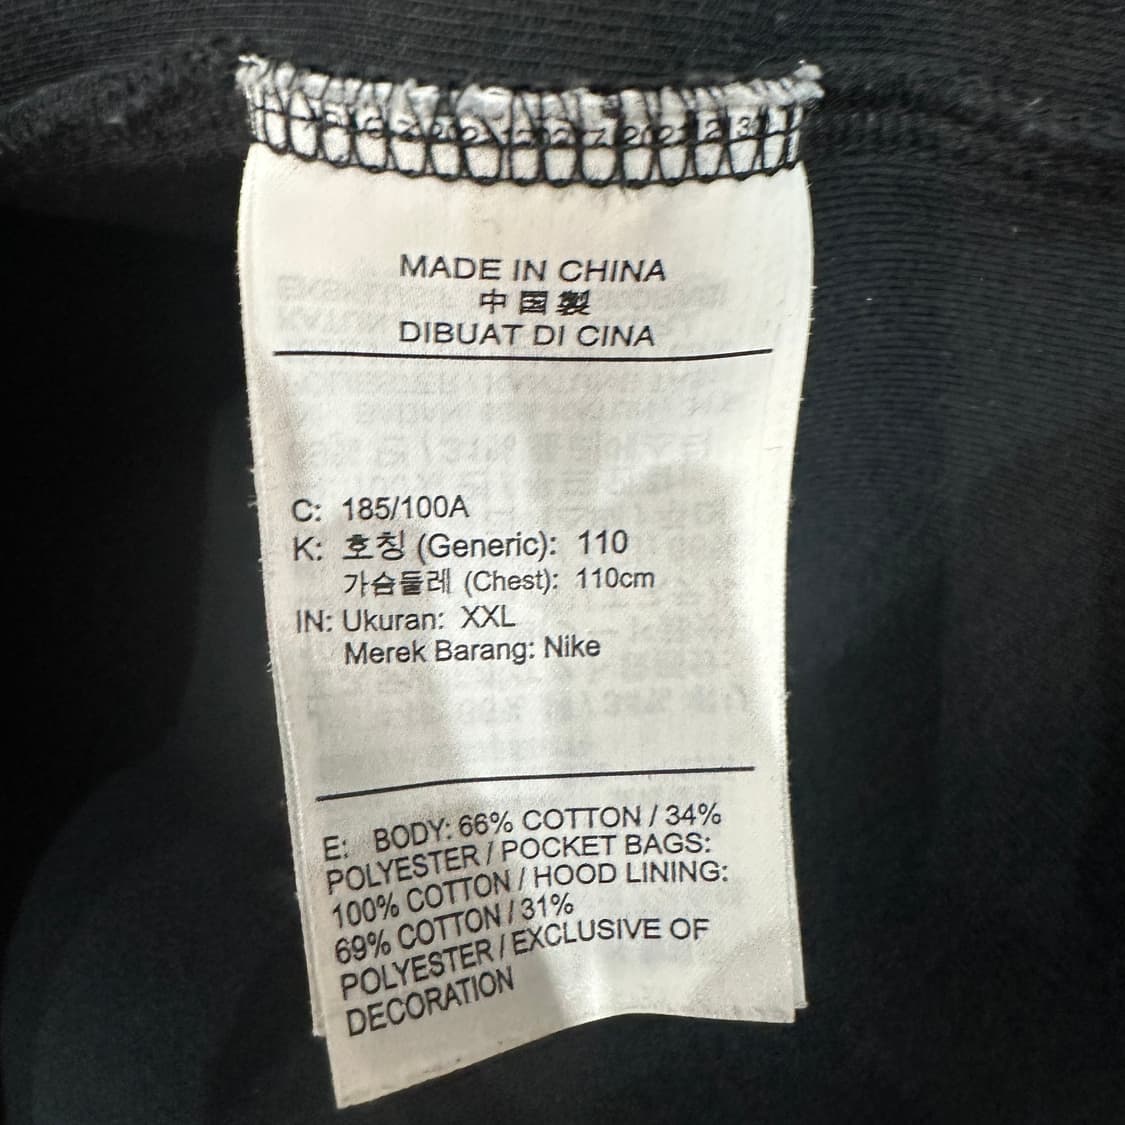 MADE IN CHINA
中国製
DIBUAT DI CINA
C: 185/100A
K: 호칭 (Generic): 110
가슴둘레 (Chest): 110cm
IN: Ukuran: XXL
Merek Barang: Nike
E: BODY: 66% COTTON / 34%
POLYESTER / POCKET BAGS:
100% COTTON / HOOD LINING:
69% COTTON / 31%
POLYESTER / EXCLUSIVE OF
DECORATION